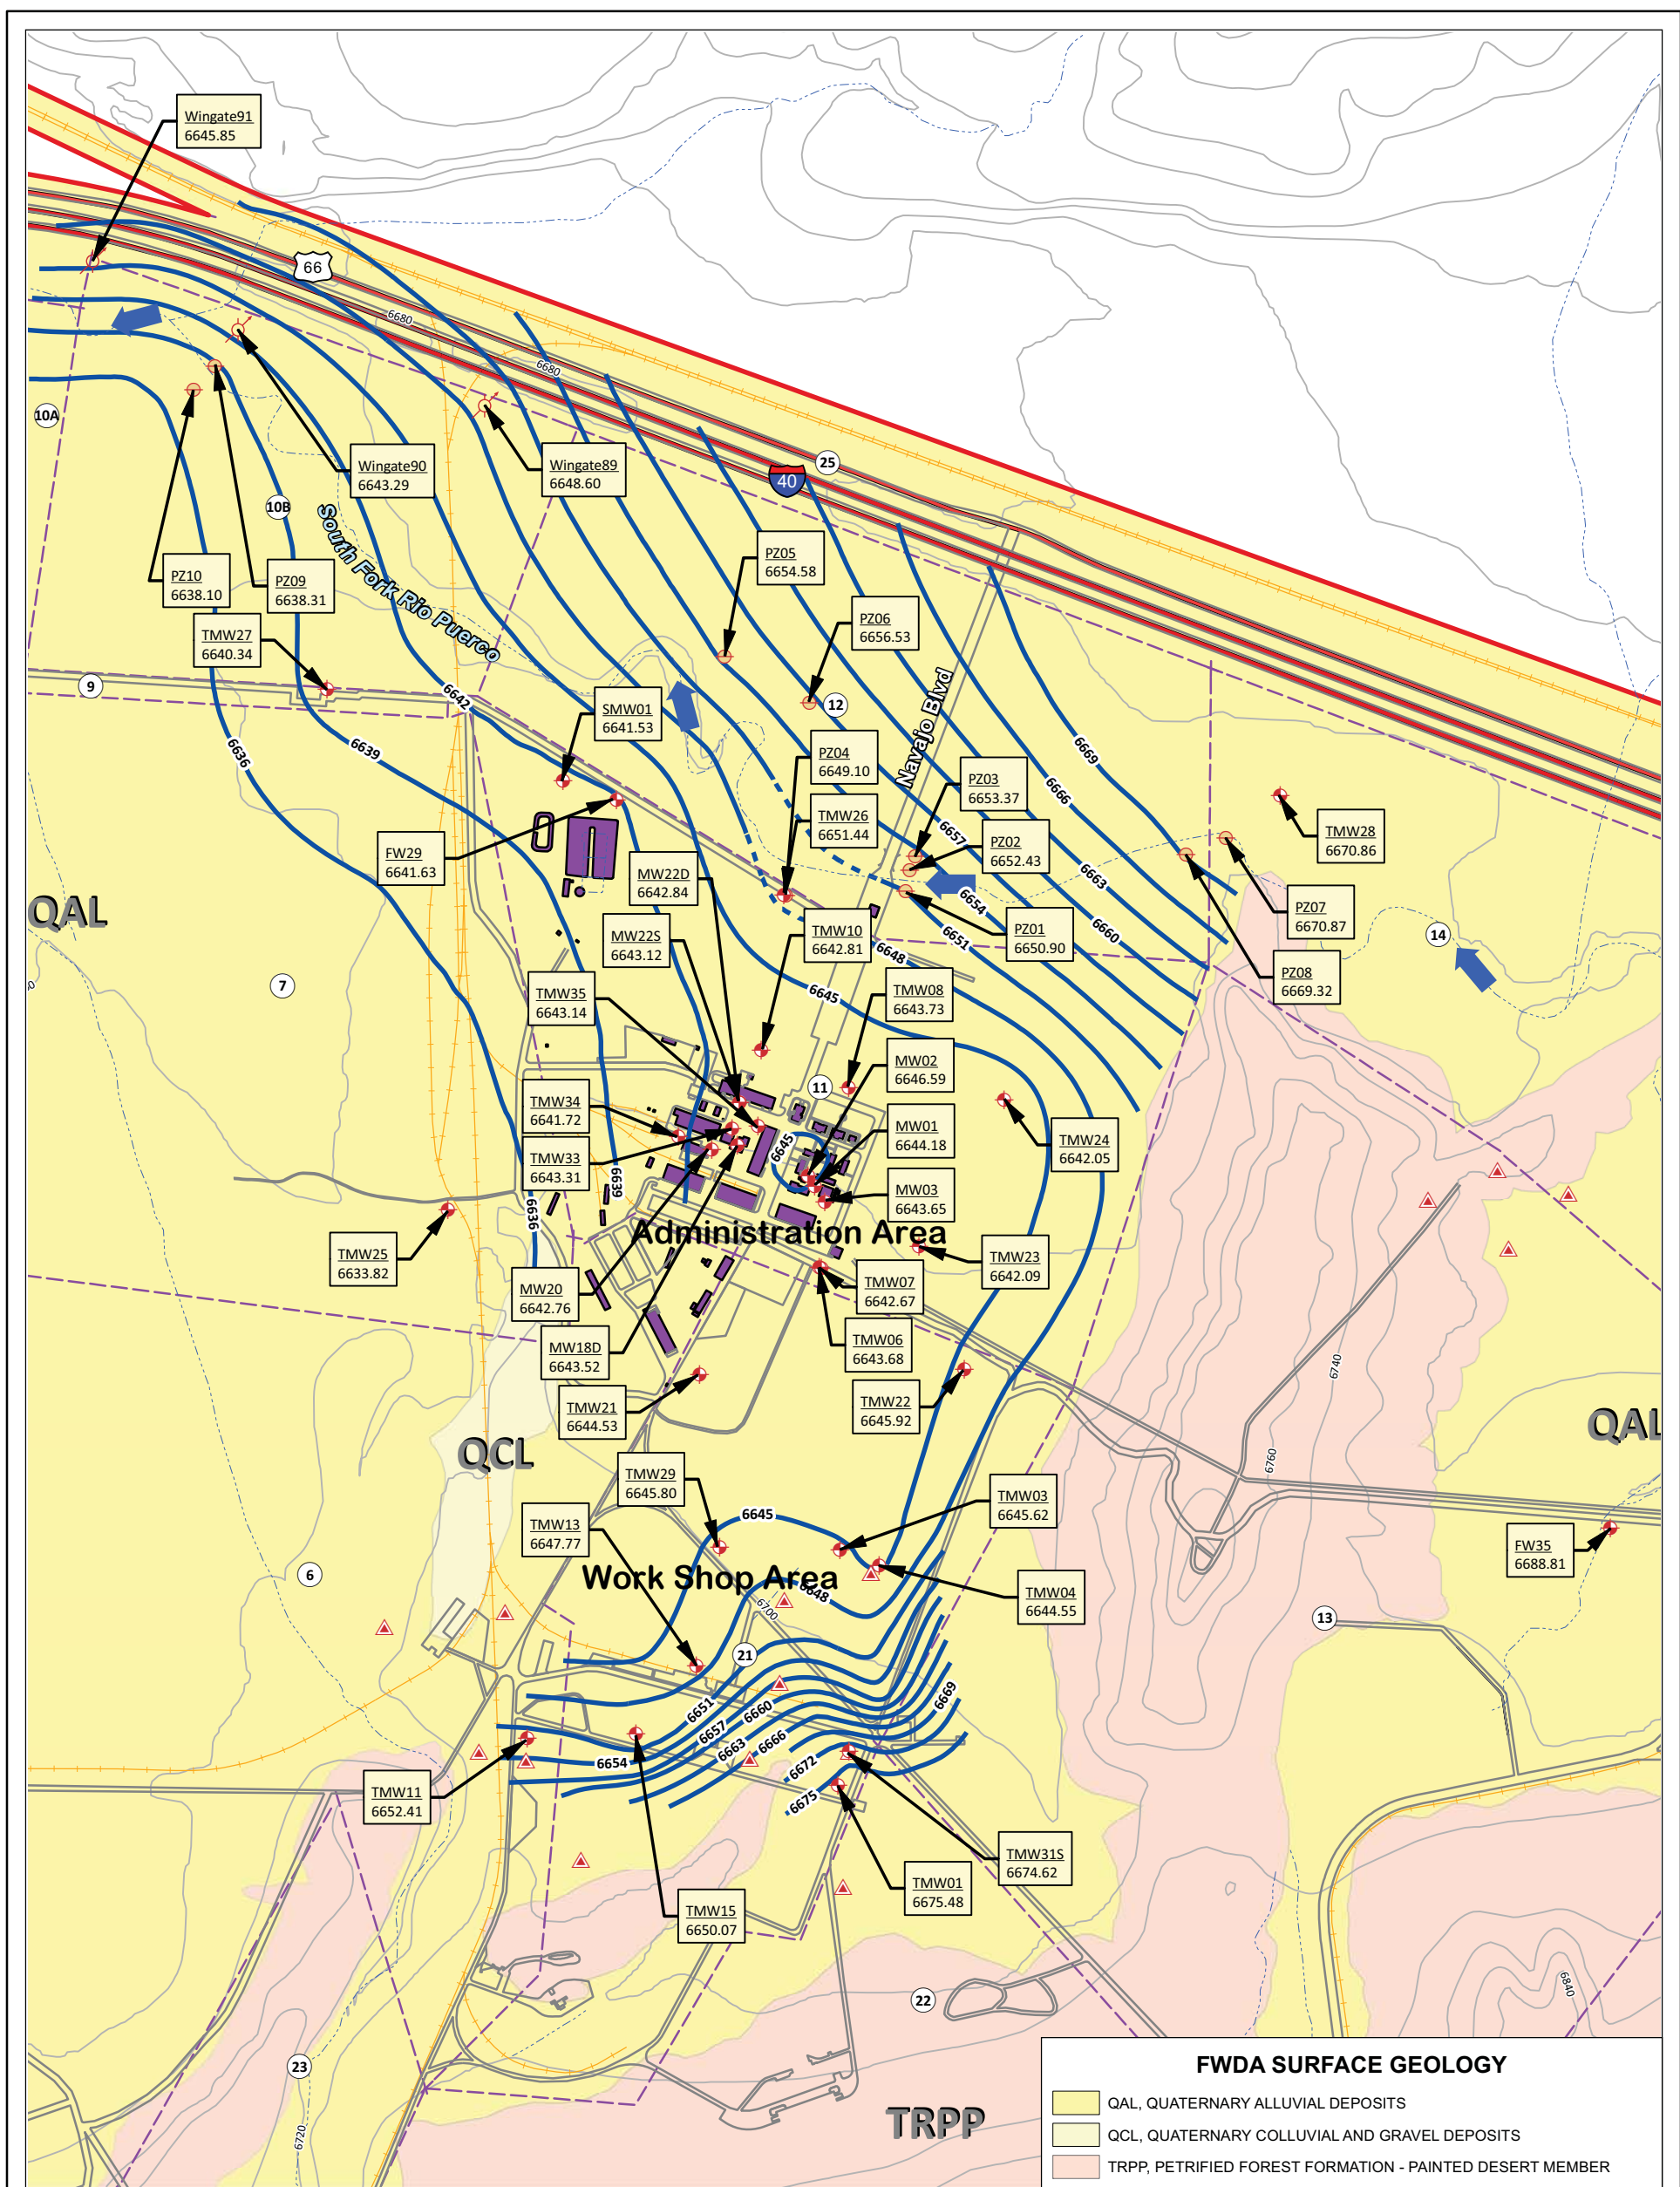 Wingate91
6645.85
66
6680
6680
10A
Wingate90
6643.29
Wingate89
6648.60
25
40
10B
South Fork Rio Puerco
PZ05
6654.58
PZ10
6638.10
PZ09
6638.31
PZ06
6656.53
TMW27
6640.34
9
6642
SMW01
6641.53
12
Navajo Blvd
6636
6639
PZ04
6649.10
PZ03
6653.37
6669
6666
TMW26
6651.44
6657
PZ02
6652.43
TMW28
6670.86
FW29
6641.63
MW22D
6642.84
6663
6654
PZ07
6670.87
QAL
MW22S
6643.12
TMW10
6642.81
PZ01
6650.90
6660
6651
14
6648
7
TMW35
6643.14
6645
TMW08
6643.73
PZ08
6669.32
MW02
6646.59
11
TMW34
6641.72
MW01
6644.18
6645
TMW24
6642.05
TMW33
6643.31
6639
MW03
6643.65
6636
Administration Area
TMW25
6633.82
TMW23
6642.09
MW20
6642.76
TMW07
6642.67
MW18D
6643.52
TMW06
6643.68
6740
TMW21
6644.53
TMW22
6645.92
QAL
QCL
6760
TMW29
6645.80
TMW03
6645.62
TMW13
6647.77
6645
FW35
6688.81
6
Work Shop Area
6648
6700
TMW04
6644.55
13
21
6651
6660
6657
6669
6663
6666
6654
6672
6675
TMW11
6652.41
TMW31S
6674.62
TMW01
6675.48
TMW15
6650.07
22
6840
23
6720
TRPP
FWDA SURFACE GEOLOGY
QAL, QUATERNARY ALLUVIAL DEPOSITS
QCL, QUATERNARY COLLUVIAL AND GRAVEL DEPOSITS
TRPP, PETRIFIED FOREST FORMATION - PAINTED DESERT MEMBER